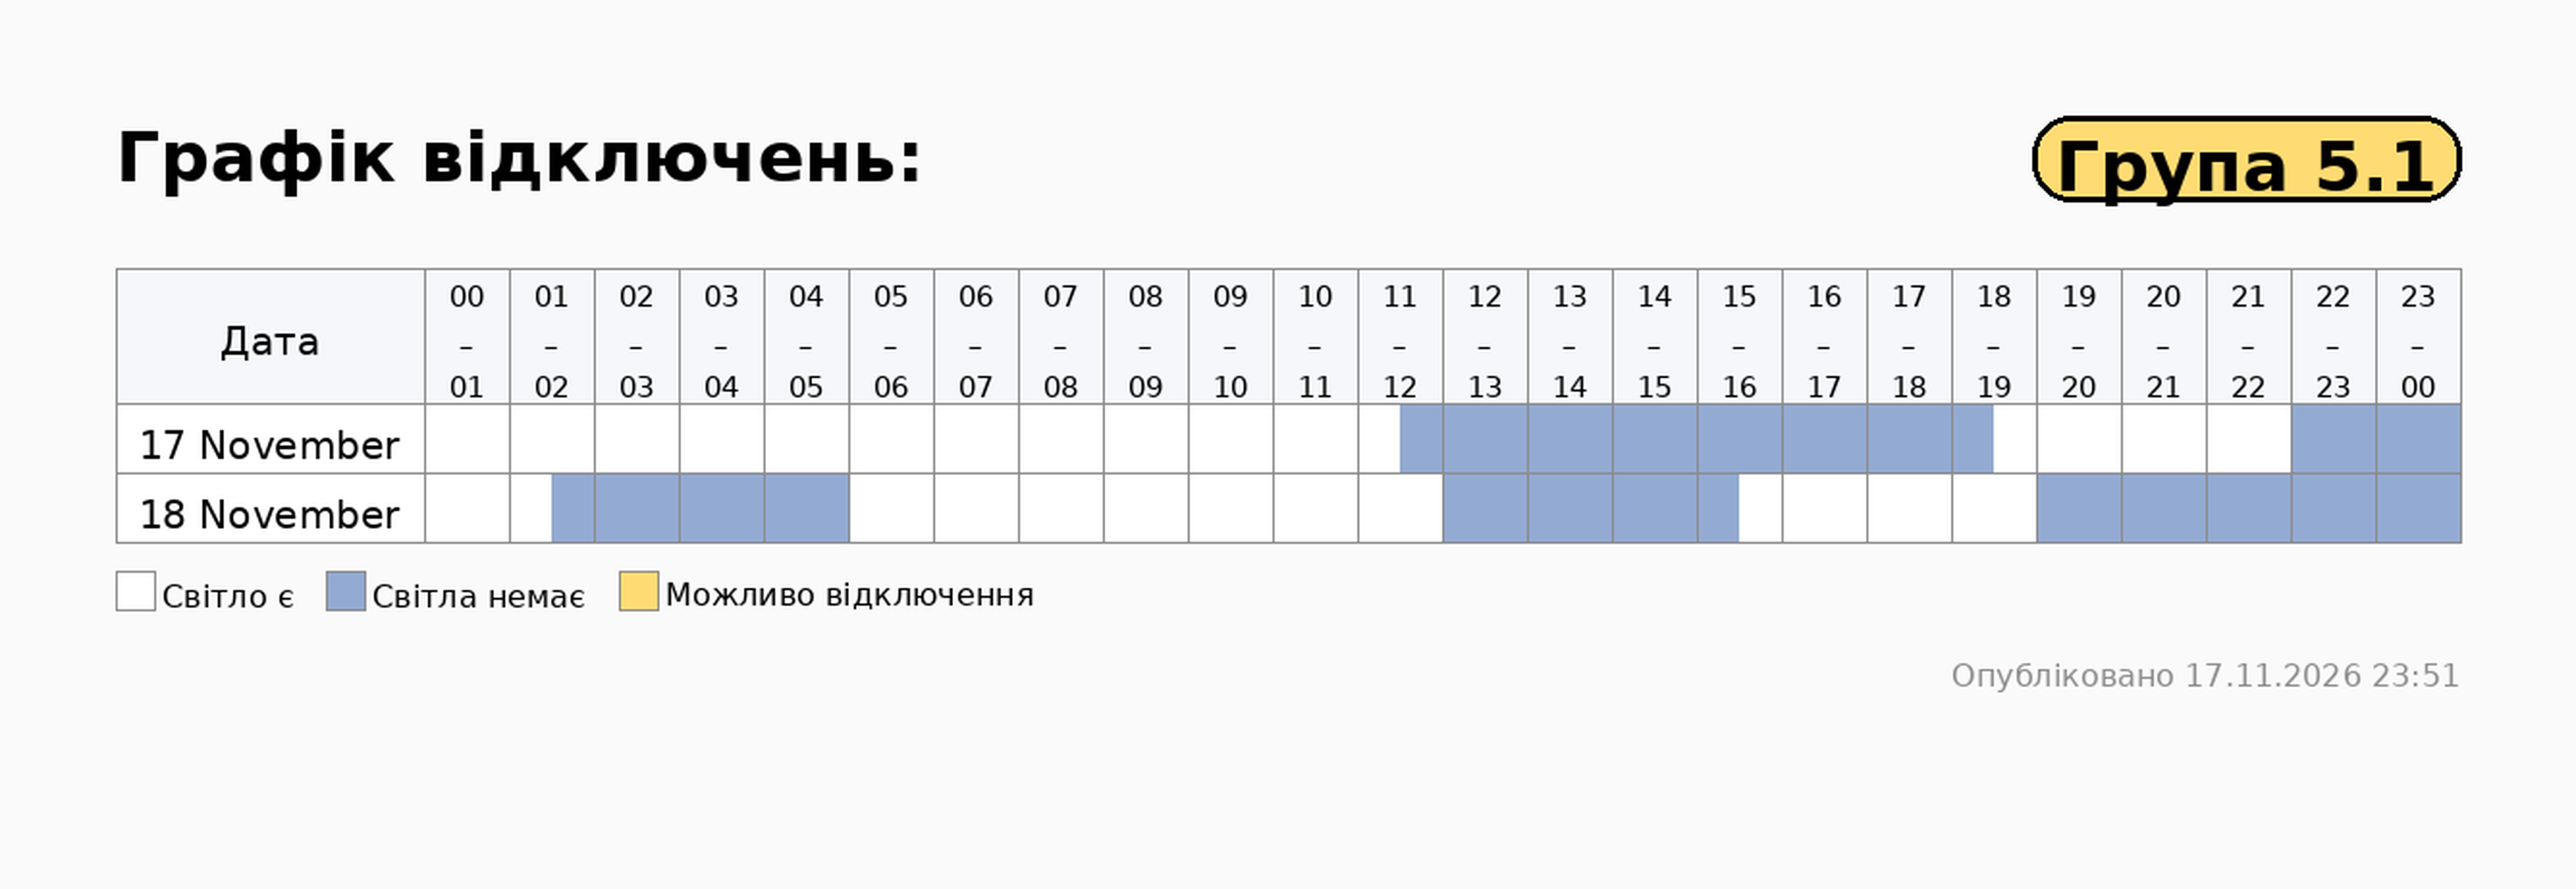 Графік відключень:
Група 5.1
Дата
00 – 01
01 – 02
02 – 03
03 – 04
04 – 05
05 – 06
06 – 07
07 – 08
08 – 09
09 – 10
10 – 11
11 – 12
12 – 13
13 – 14
14 – 15
15 – 16
16 – 17
17 – 18
18 – 19
19 – 20
20 – 21
21 – 22
22 – 23
23 – 00
17 November
18 November
Світло є
Світла немає
Можливо відключення
Опубліковано 17.11.2026 23:51